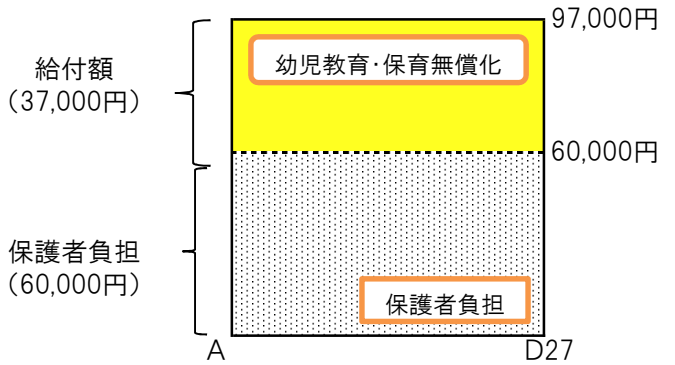 97,000円
幼児教育・保育無償化
給付額
（37,000円）
60,000円
保護者負担
（60,000円）
保護者負担
A
D27